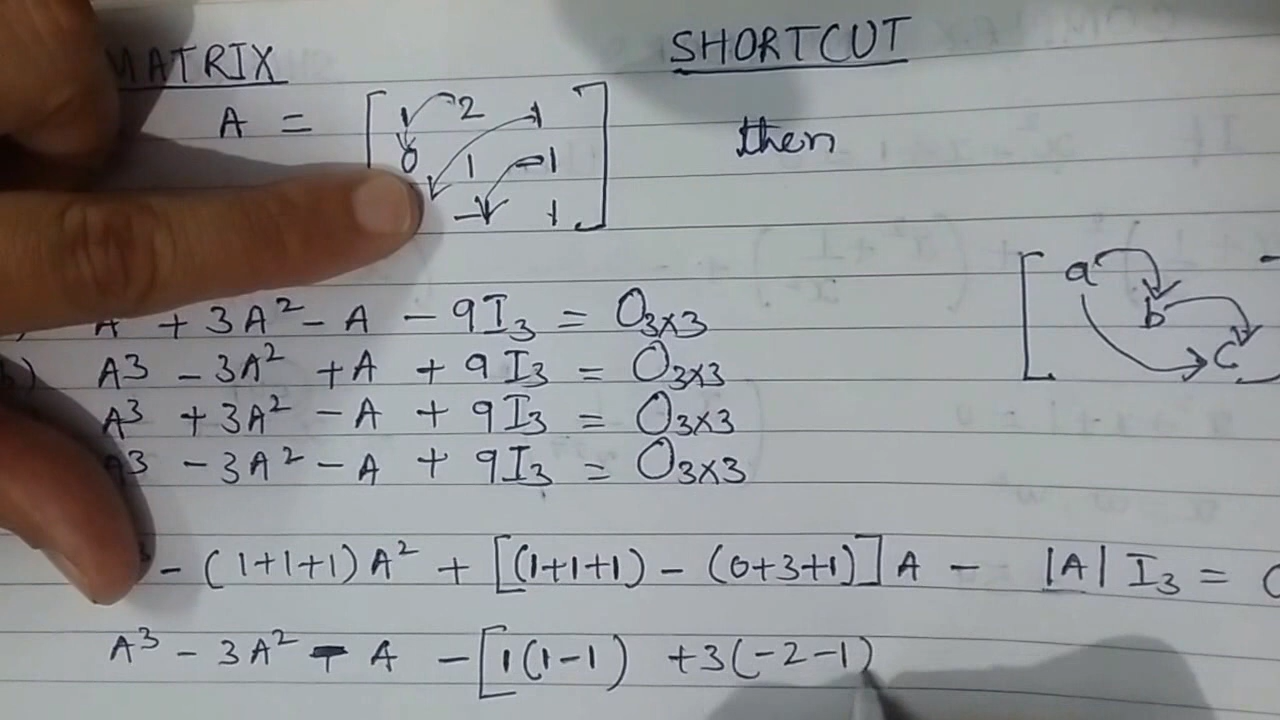 MATRIX SHORTCUT
A = [ 1 2 1 then
0 1 -1
1 ]
[ a
b
c
+ 3A² - A - 9I₃ = O₃ₓ₃
A³ - 3A² + A + 9I₃ = O₃ₓ₃
A³ + 3A² - A + 9I₃ = O₃ₓ₃
A³ - 3A² - A + 9I₃ = O₃ₓ₃
- (1+1+1)A² + [(1+1+1) - (0+3+1)]A - |A| I₃ =
A³ - 3A² - A - [1(1-1) +3(-2-1)